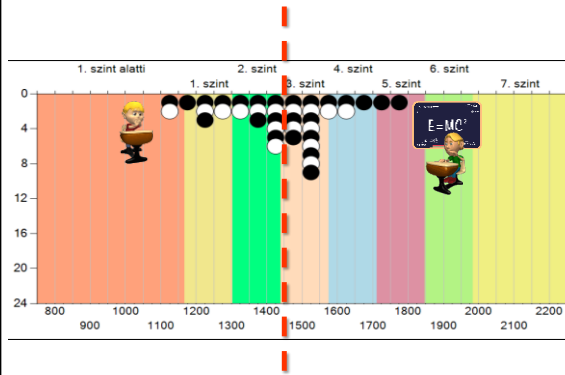 1. szint alatti 2. szint 4. szint 6. szint
1. szint 3. szint 5. szint 7. szint
0
4
8
12
16
20
24
E=MC²
800 1000 1200 1400 1600 1800 2000 2200
900 1100 1300 1500 1700 1900 2100